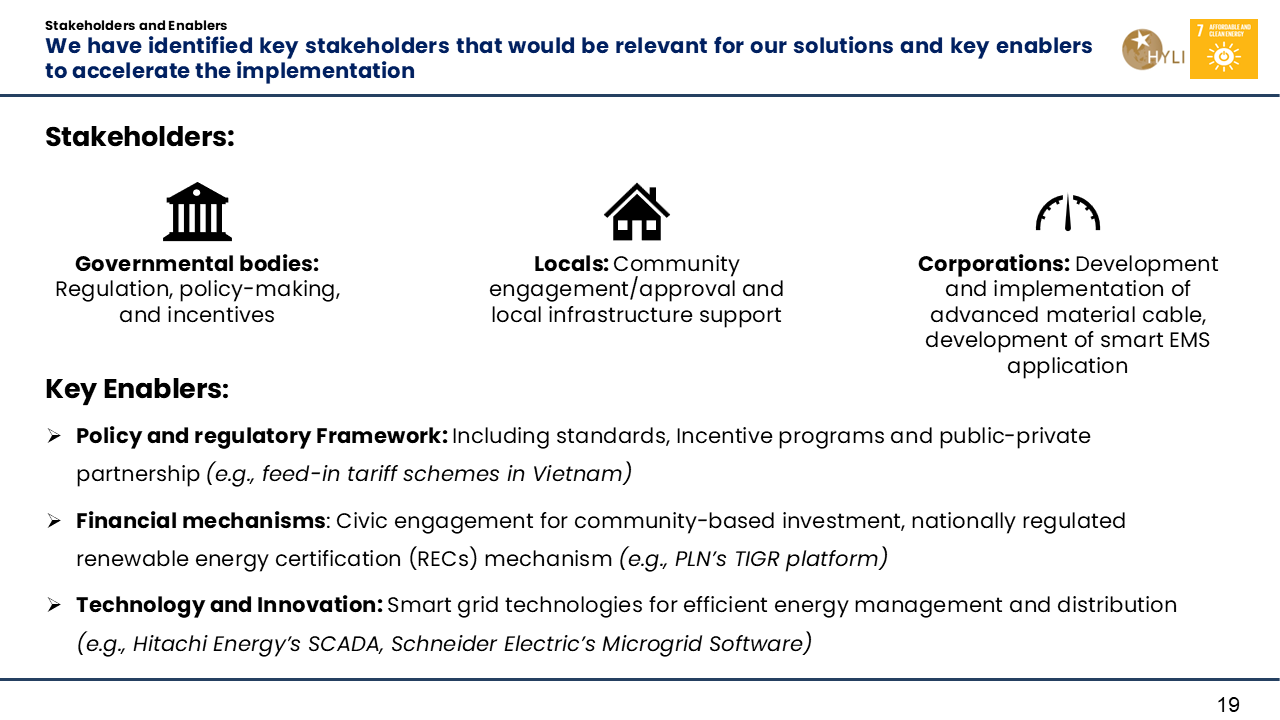 Stakeholders and Enablers
We have identified key stakeholders that would be relevant for our solutions and key enablers
to accelerate the implementation
HYLI
7 AFFORDABLE AND
CLEAN ENERGY
Stakeholders:
Governmental bodies:
Regulation, policy-making,
and incentives
Locals: Community
engagement/approval and
local infrastructure support
Corporations: Development
and implementation of
advanced material cable,
development of smart EMS
application
Key Enablers:
➢ Policy and regulatory Framework: Including standards, Incentive programs and public-private
partnership (e.g., feed-in tariff schemes in Vietnam)
➢ Financial mechanisms: Civic engagement for community-based investment, nationally regulated
renewable energy certification (RECs) mechanism (e.g., PLN’s TIGR platform)
➢ Technology and Innovation: Smart grid technologies for efficient energy management and distribution
(e.g., Hitachi Energy’s SCADA, Schneider Electric’s Microgrid Software)
19